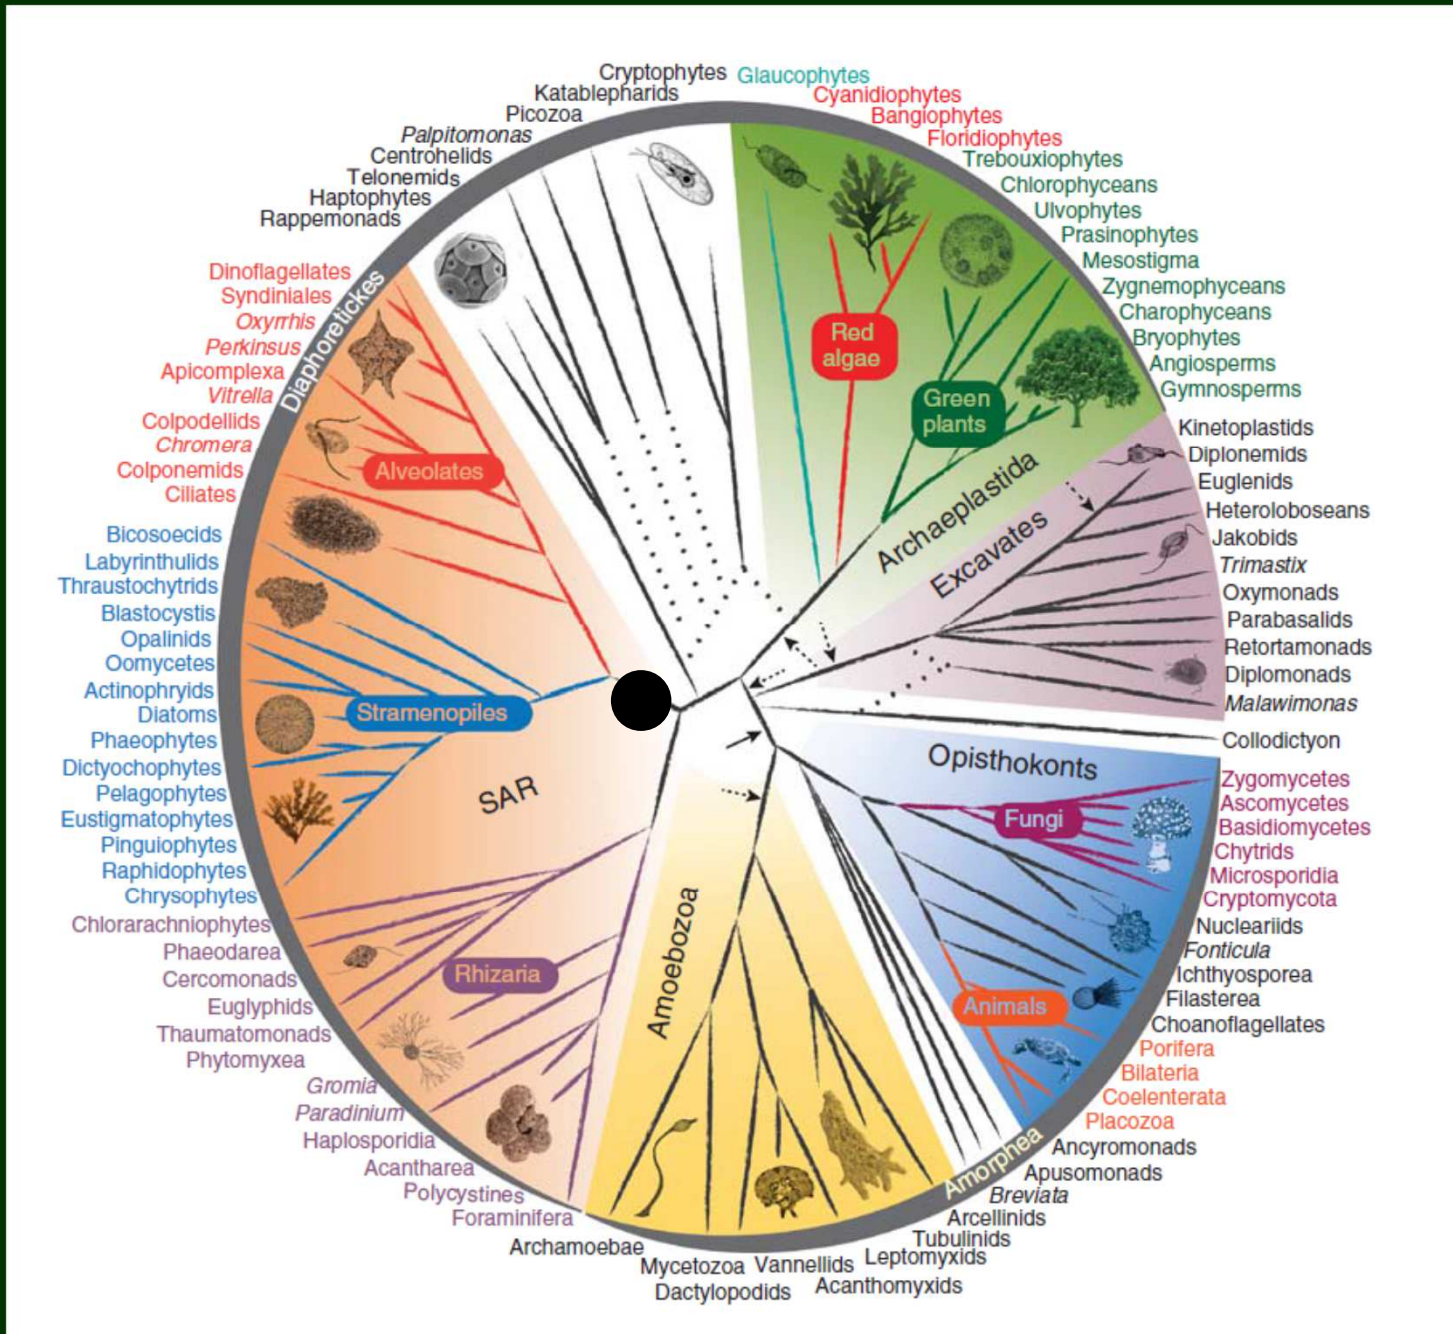 Cryptophytes
Katablepharids
Picozoa
Palpitomonas
Centrohelids
Telonemids
Haptophytes
Rappemonads
Glaucophytes
Cyanidiophytes
Bangiophytes
Floridiophytes
Trebouxiophytes
Chlorophyceans
Ulvophytes
Prasinophytes
Mesostigma
Zygnemophyceans
Charophyceans
Bryophytes
Angiosperms
Gymnosperms
Kinetoplastids
Diplonemids
Euglenids
Heteroloboseans
Jakobids
Trimastix
Oxymonads
Parabasalids
Retortamonads
Diplomonads
Malawimonas
Collodictyon
Zygomycetes
Ascomycetes
Basidiomycetes
Chytrids
Microsporidia
Cryptomycota
Nucleariids
Fonticula
Ichthyosporea
Filasterea
Choanoflagellates
Porifera
Bilateria
Coelenterata
Placozoa
Ancyromonads
Apusomonads
Breviata
Arcellinids
Tubulinids
Leptomyxids
Acanthomyxids
Vannellids
Dactylopodids
Mycetozoa
Archamoebae
Dinoflagellates
Syndiniales
Oxyrrhis
Perkinsus
Apicomplexa
Vitrella
Colpodellids
Chromera
Colponemids
Ciliates
Bicosoecids
Labyrinthulids
Thraustochytrids
Blastocystis
Opalinids
Oomycetes
Actinophryids
Diatoms
Phaeophytes
Dictyochophytes
Pelagophytes
Eustigmatophytes
Pinguiophytes
Raphidophytes
Chrysophytes
Chlorarachniophytes
Phaeodarea
Cercomonads
Euglyphids
Thaumatomonads
Phytomyxea
Gromia
Paradinium
Haplosporidia
Acantharea
Polycystines
Foraminifera
Diaphoretickes
Amorphea
Red
algae
Green
plants
Archaeplastida
Excavates
Opisthokonts
Fungi
Animals
Amoebozoa
SAR
Alveolates
Stramenopiles
Rhizaria